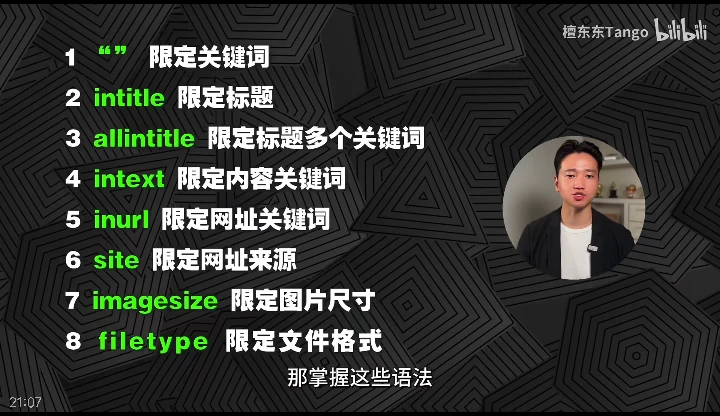 檀东东Tango bilibili
1 “” 限定关键词
2 intitle 限定标题
3 allintitle 限定标题多个关键词
4 intext 限定内容关键词
5 inurl 限定网址关键词
6 site 限定网址来源
7 imagesize 限定图片尺寸
8 filetype 限定文件格式
那掌握这些语法
21:07